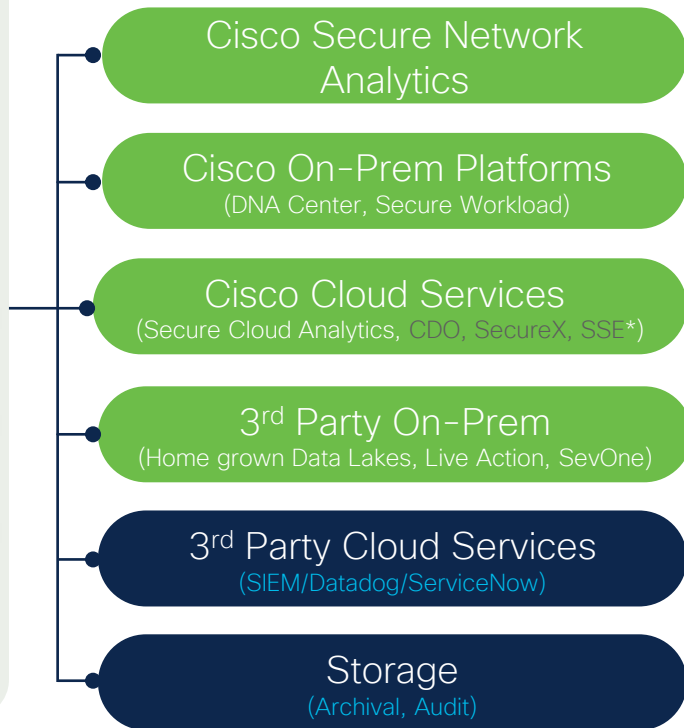 Cisco Secure Network
Analytics
Cisco On-Prem Platforms
(DNA Center, Secure Workload)
Cisco Cloud Services
(Secure Cloud Analytics, CDO, SecureX, SSE*)
3rd Party On-Prem
(Home grown Data Lakes, Live Action, SevOne)
3rd Party Cloud Services
(SIEM/Datadog/ServiceNow)
Storage
(Archival, Audit)